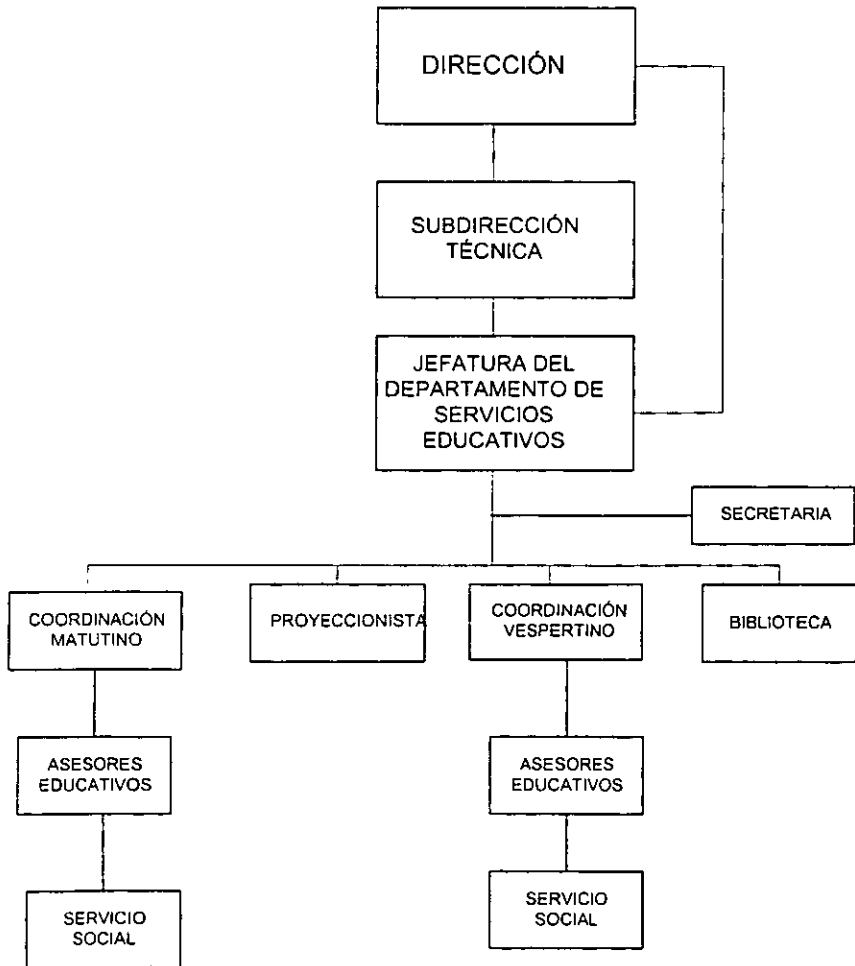 DIRECCIÓN
SUBDIRECCIÓN
TÉCNICA
JEFATURA DEL
DEPARTAMENTO DE
SERVICIOS
EDUCATIVOS
SECRETARIA
COORDINACIÓN
MATUTINO
PROYECCIONISTA
COORDINACIÓN
VESPERTINO
BIBLIOTECA
ASESORES
EDUCATIVOS
ASESORES
EDUCATIVOS
SERVICIO
SOCIAL
SERVICIO
SOCIAL